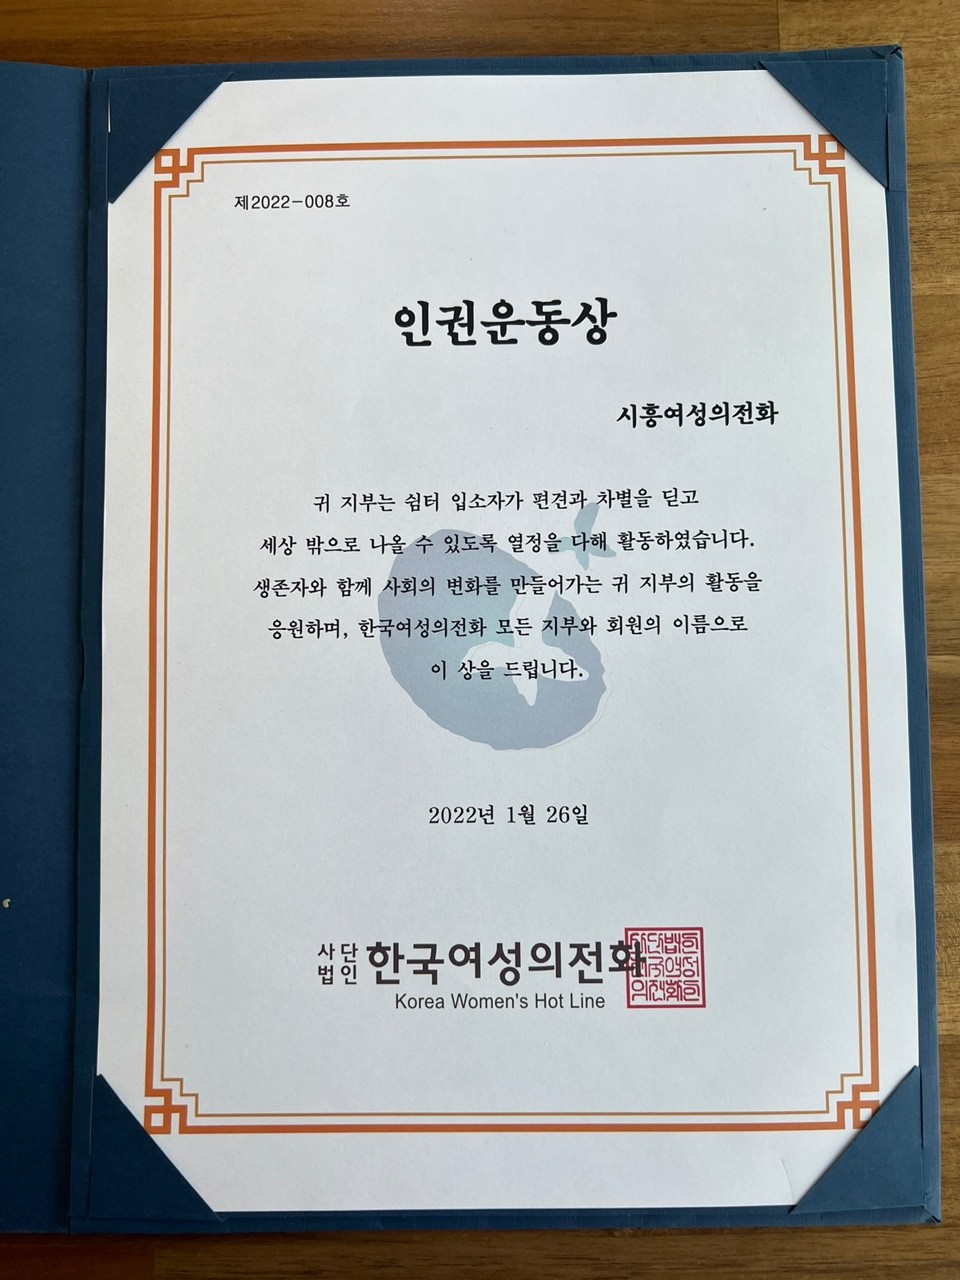 제2022-008호
인권운동상
시흥여성의전화
귀 지부는 쉼터 입소자가 편견과 차별을 딛고
세상 밖으로 나올 수 있도록 열정을 다해 활동하였습니다.
생존자와 함께 사회의 변화를 만들어가는 귀 지부의 활동을
응원하며, 한국여성의전화 모든 지부와 회원의 이름으로
이 상을 드립니다.
2022년 1월 26일
사단법인 한국여성의전화
Korea Women's Hot Line